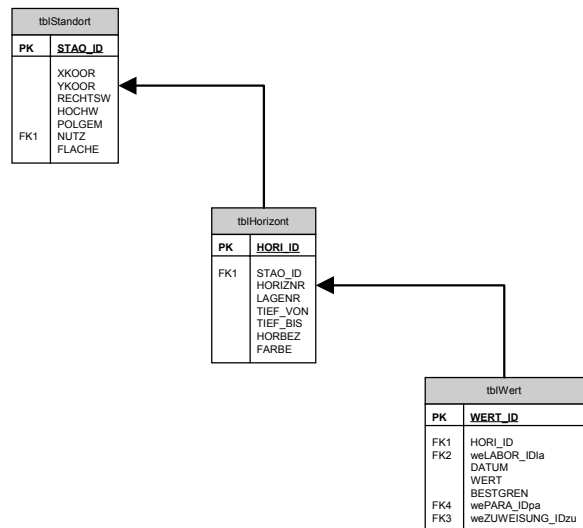 tblStandort
PK STAO_ID
XKOOR
YKOOR
RECHTSW
HOCHW
POLGEM
FK1 NUTZ
FLACHE
tblHorizont
PK HORI_ID
FK1 STAO_ID
HORIZNR
LAGENR
TIEF_VON
TIEF_BIS
HORBEZ
FARBE
tblWert
PK WERT_ID
FK1 HORI_ID
FK2 weLABOR_IDla
DATUM
WERT
BESTGREN
FK4 wePARA_IDpa
FK3 weZUWEISUNG_IDzu